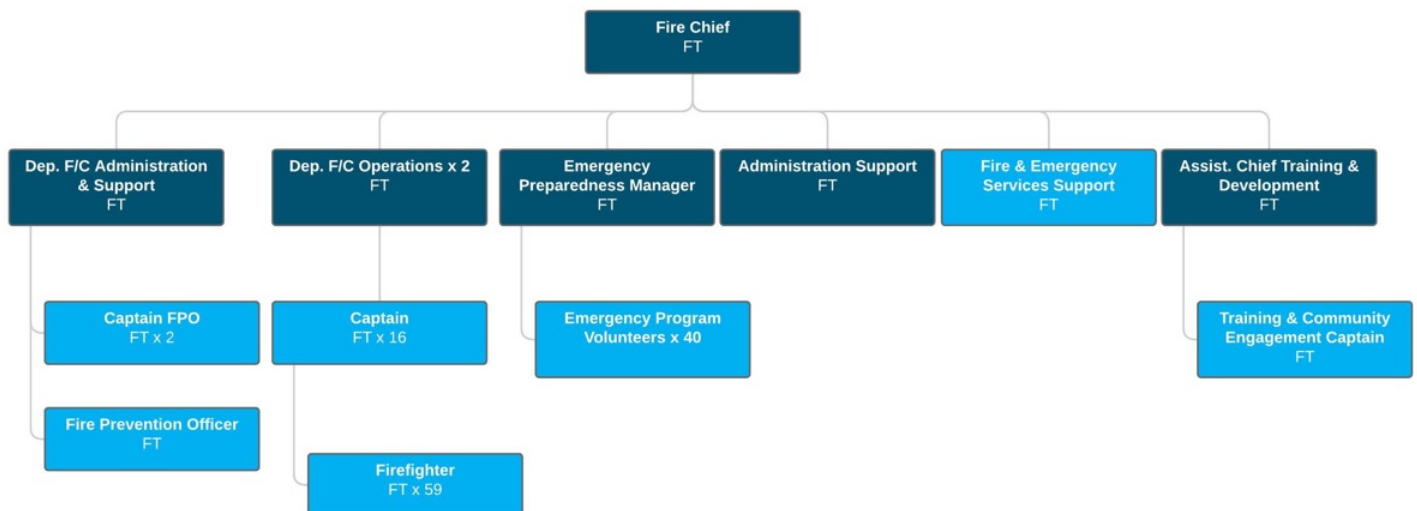 Fire Chief
FT
Dep. F/C Administration
& Support
FT
Dep. F/C Operations x 2
FT
Emergency
Preparedness Manager
FT
Administration Support
FT
Fire & Emergency
Services Support
FT
Assist. Chief Training &
Development
FT
Captain FPO
FT x 2
Captain
FT x 16
Emergency Program
Volunteers x 40
Training & Community
Engagement Captain
FT
Fire Prevention Officer
FT
Firefighter
FT x 59